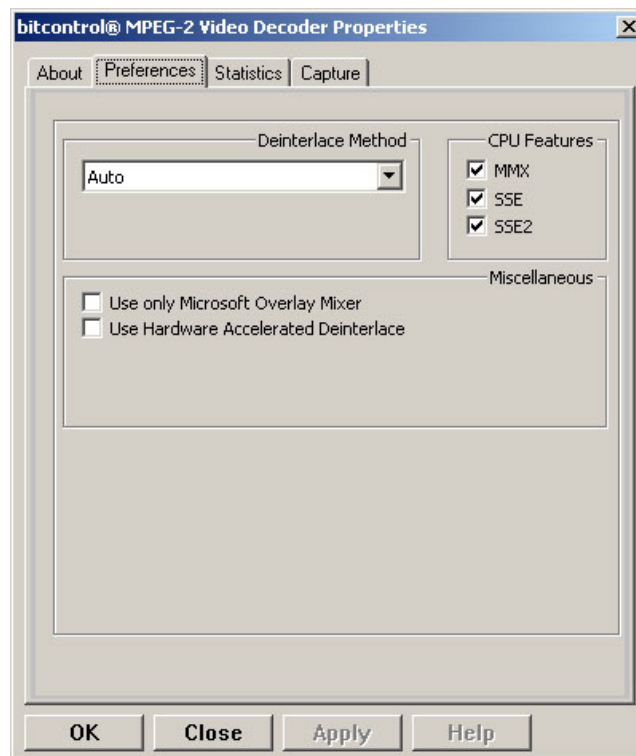 bitcontrol® MPEG-2 Video Decoder Properties
About Preferences Statistics Capture
Deinterlace Method
Auto
CPU Features
MMX
SSE
SSE2
Miscellaneous
Use only Microsoft Overlay Mixer
Use Hardware Accelerated Deinterlace
OK Close Apply Help